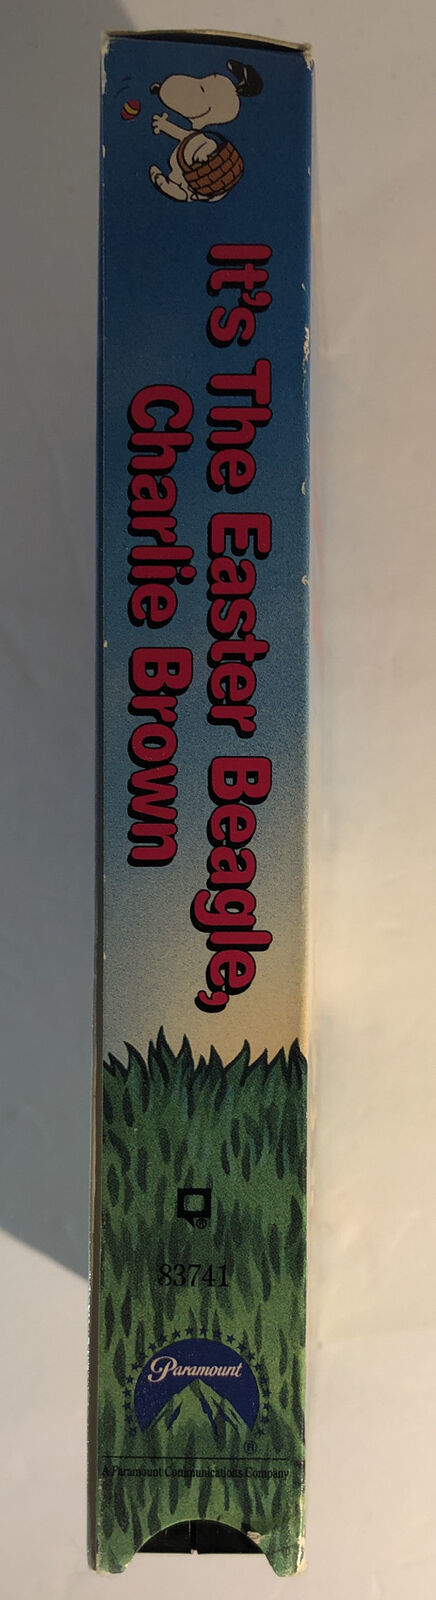 It's The Easter Beagle,
Charlie Brown
®
83741
Paramount
®
A Paramount Communications Company